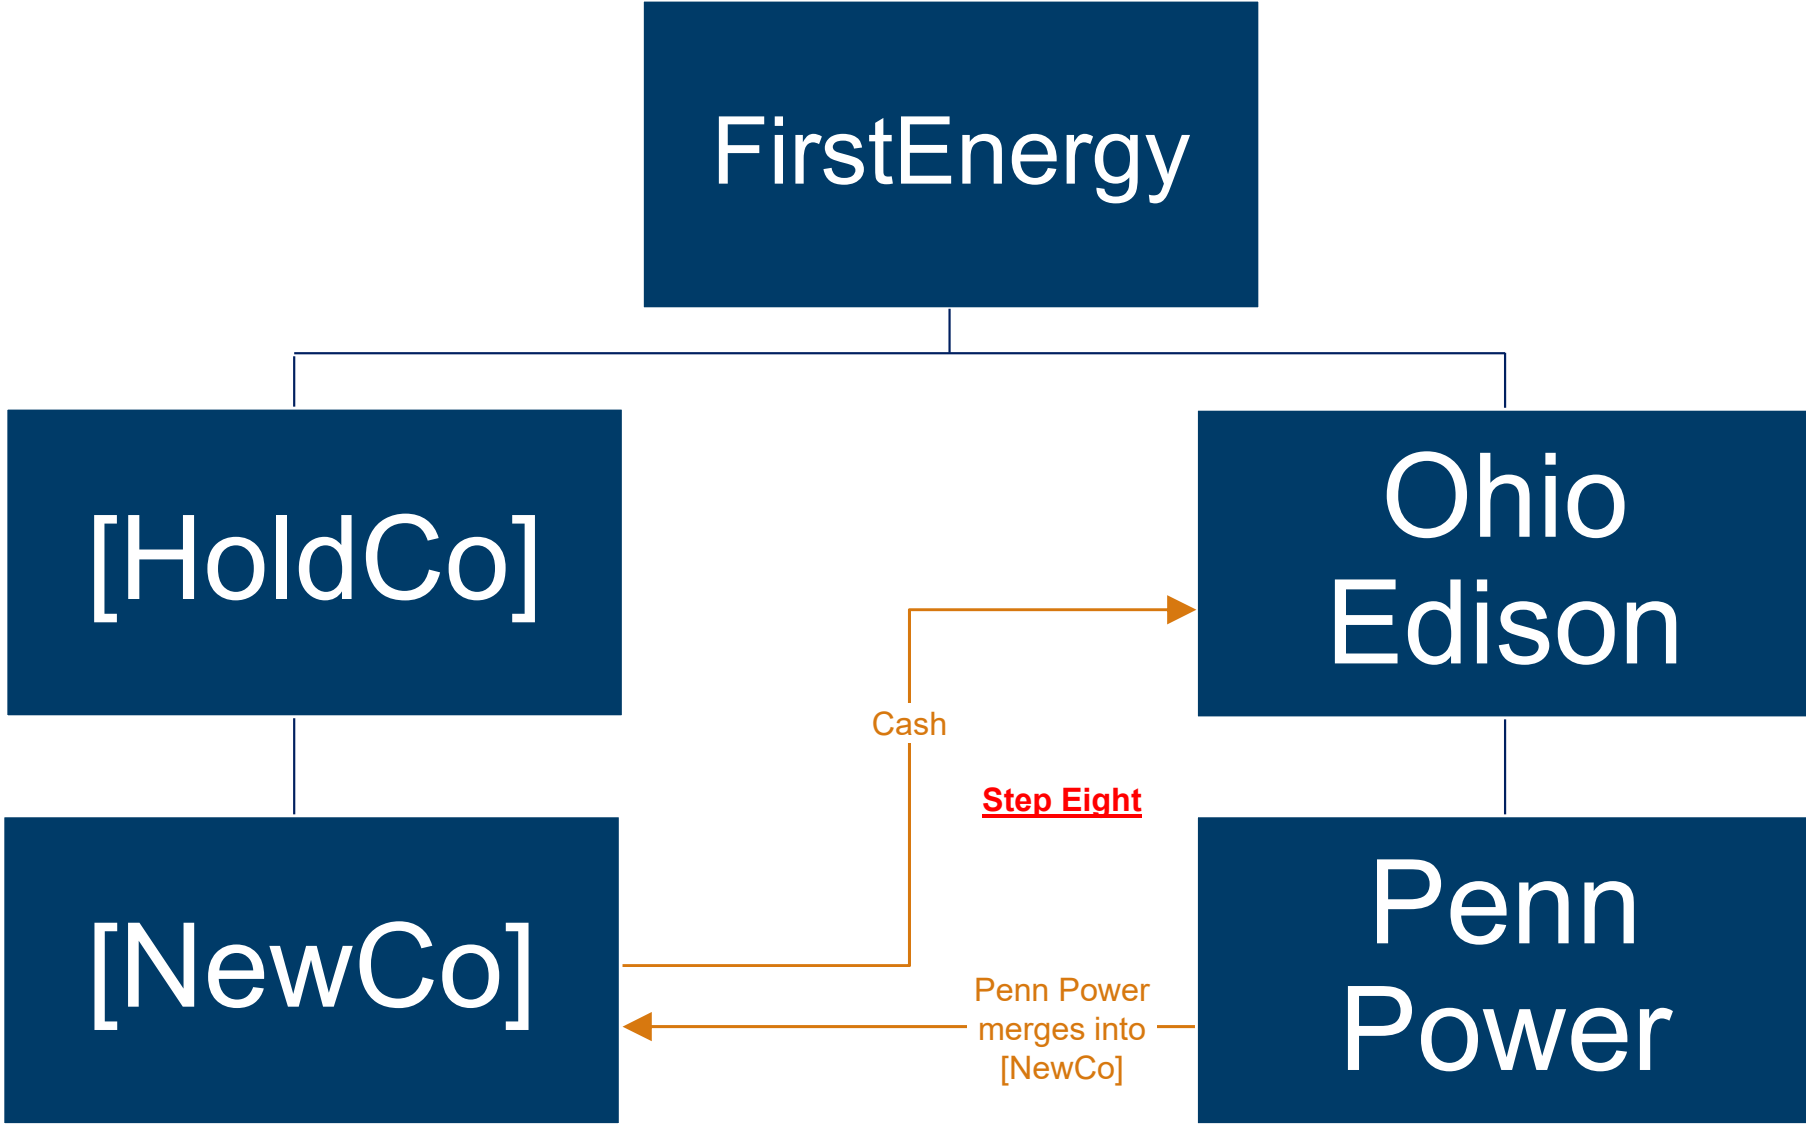 FirstEnergy
[HoldCo]
Ohio
Edison
Cash
Step Eight
[NewCo]
Penn
Power
Penn Power
merges into
[NewCo]